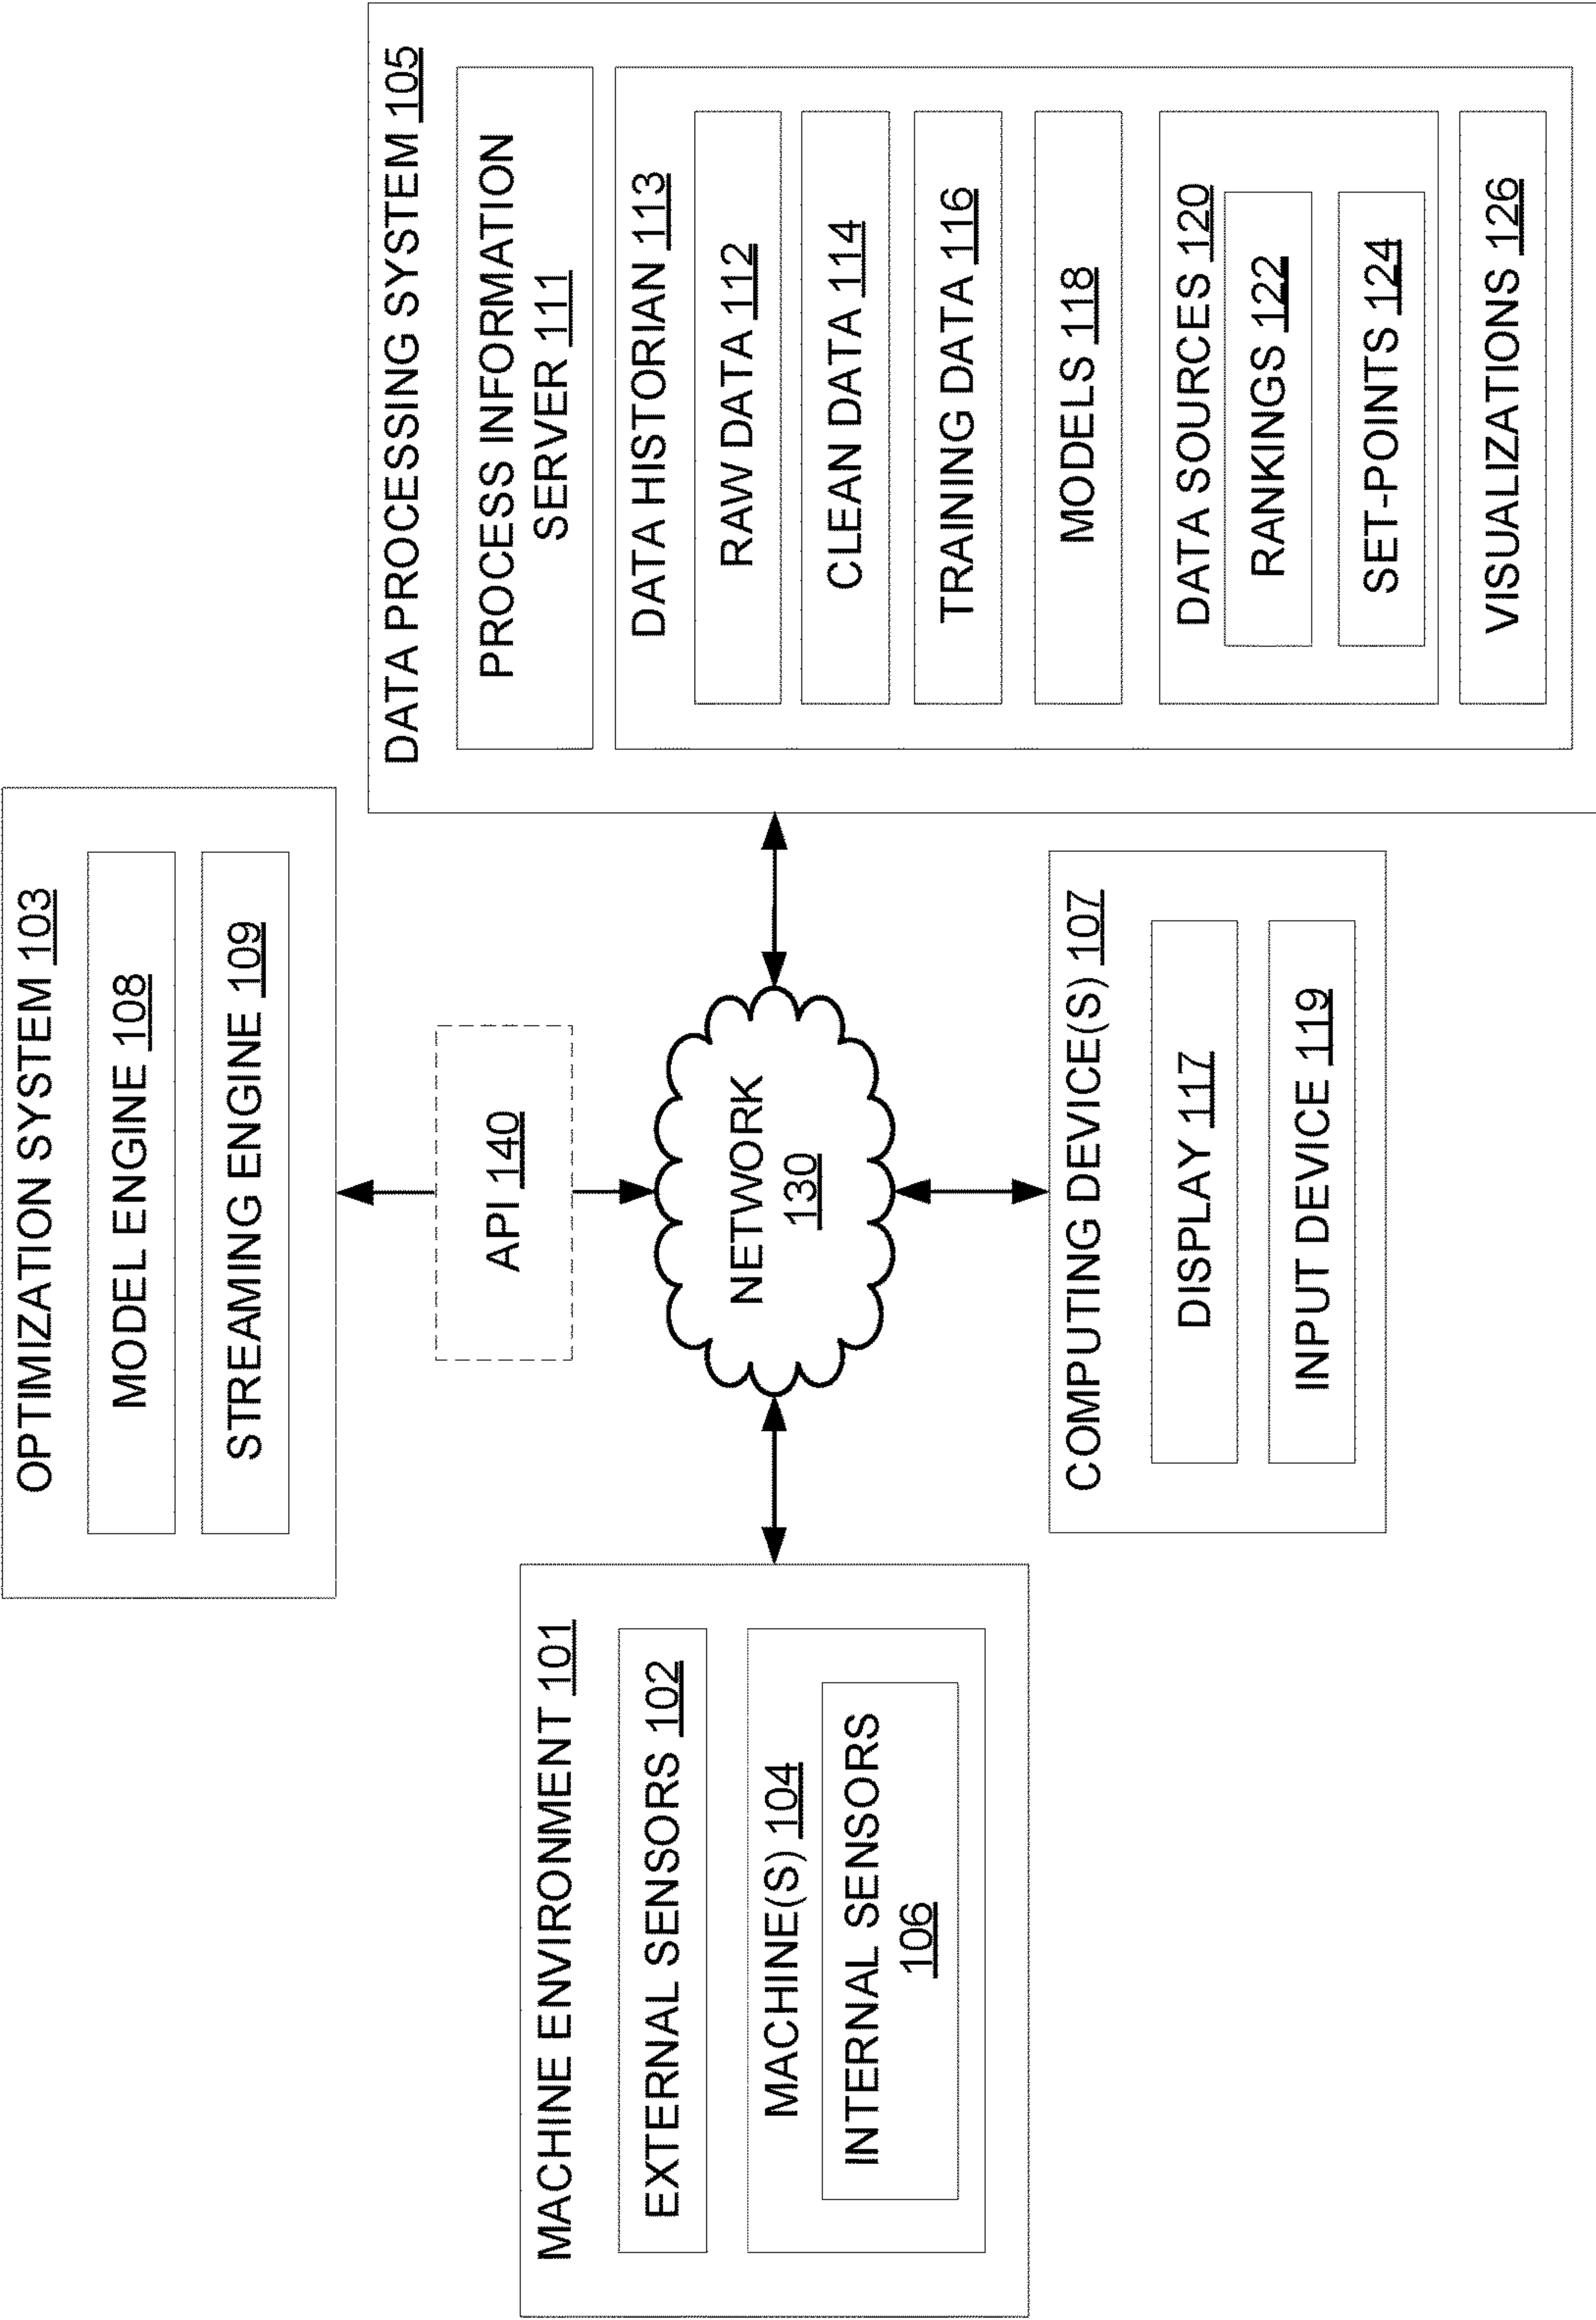 OPTIMIZATION SYSTEM 103
MODEL ENGINE 108
STREAMING ENGINE 109
API 140
NETWORK
130
MACHINE ENVIRONMENT 101
EXTERNAL SENSORS 102
MACHINE(S) 104
INTERNAL SENSORS
106
COMPUTING DEVICE(S) 107
DISPLAY 117
INPUT DEVICE 119
DATA PROCESSING SYSTEM 105
PROCESS INFORMATION
SERVER 111
DATA HISTORIAN 113
RAW DATA 112
CLEAN DATA 114
TRAINING DATA 116
MODELS 118
DATA SOURCES 120
RANKINGS 122
SET-POINTS 124
VISUALIZATIONS 126